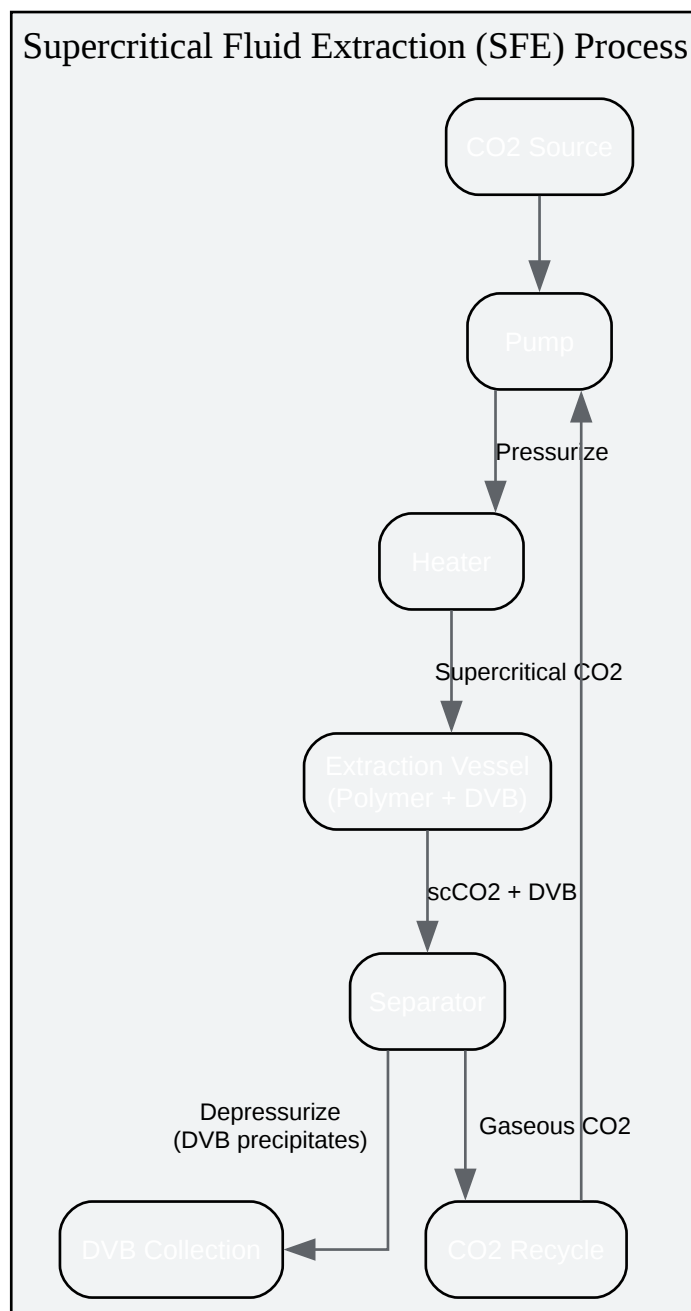 Supercritical Fluid Extraction (SFE) Process
CO2 Source
Pump
Pressurize
Heater
Supercritical CO2
Extraction Vessel
(Polymer + DVB)
scCO2 + DVB
Separator
Depressurize
(DVB precipitates)
Gaseous CO2
DVB Collection
CO2 Recycle